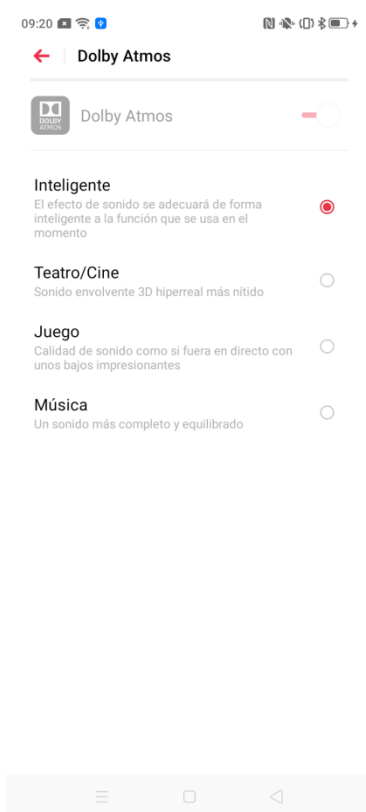 09:20
Dolby Atmos
DOLBY
ATMOS
Dolby Atmos
Inteligente
El efecto de sonido se adecuará de forma
inteligente a la función que se usa en el
momento
Teatro/Cine
Sonido envolvente 3D hiperreal más nítido
Juego
Calidad de sonido como si fuera en directo con
unos bajos impresionantes
Música
Un sonido más completo y equilibrado